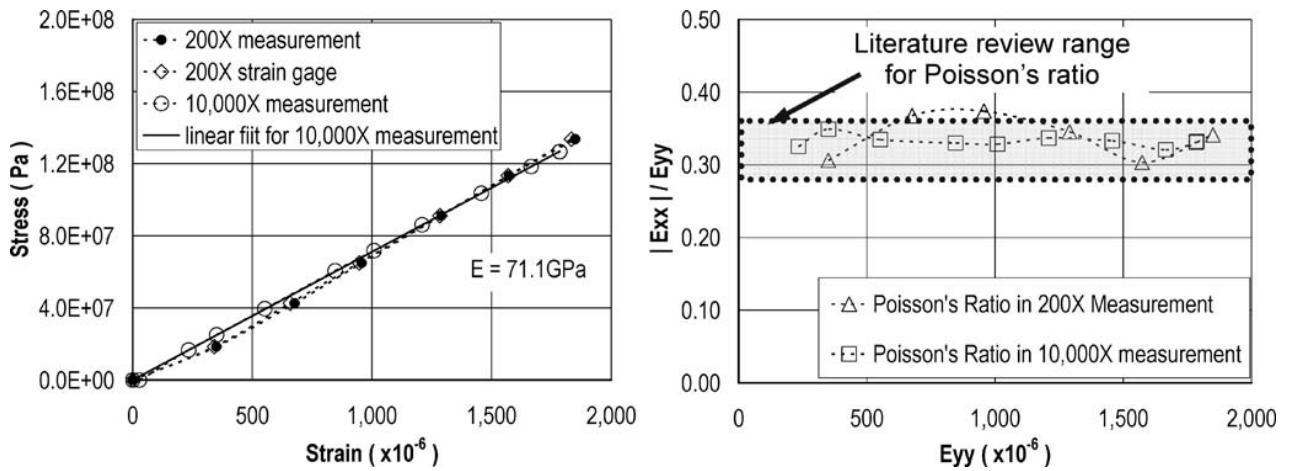 2.0E+08
1.6E+08
1.2E+08
8.0E+07
4.0E+07
0.0E+00
Stress ( Pa )
200X measurement
200X strain gage
10,000X measurement
linear fiit for 10,000X measurement
E = 71.1GPa
0
500
1,000
1,500
2,000
Strain ( x10⁻⁶ )
0.50
0.40
0.30
0.20
0.10
0.00
| Exx | / Eyy
Literature review range
for Poisson's ratio
Poisson's Ratio in 200X Measurement
Poisson's Ratio in 10,000X measurement
0
500
1,000
1,500
2,000
Eyy ( x10⁻⁶ )